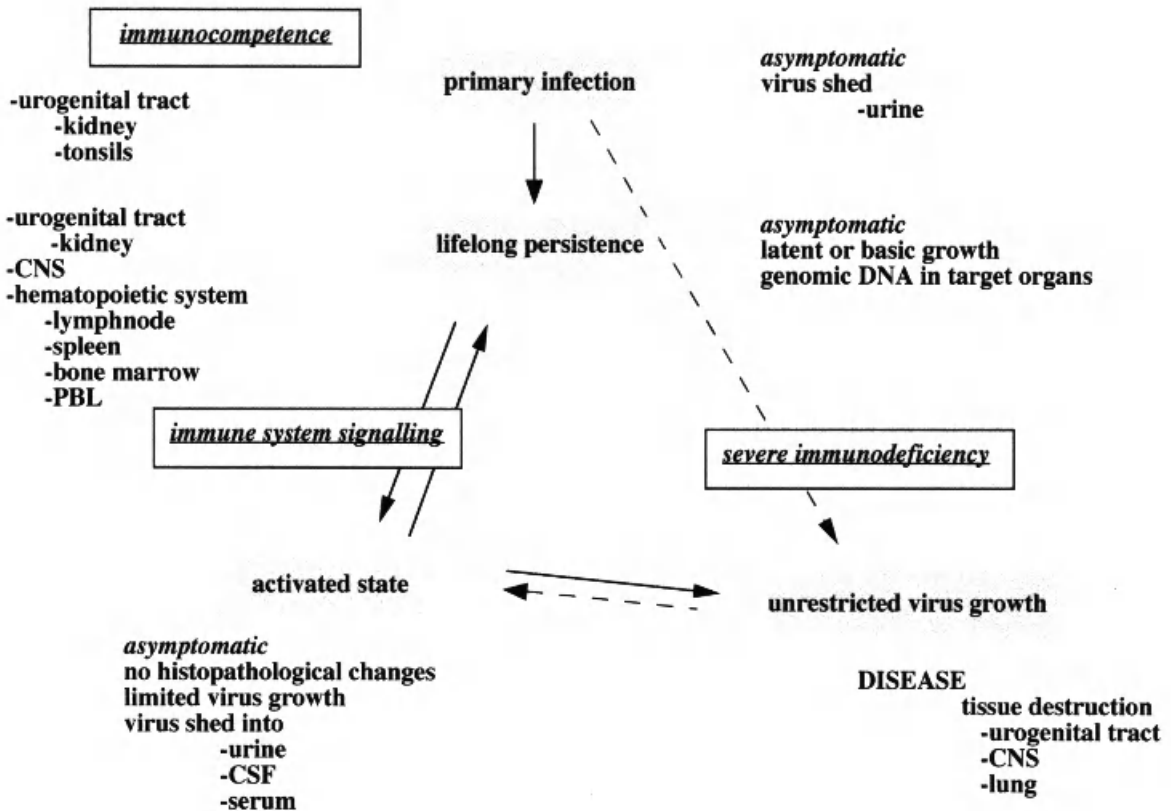 immunocompetence
primary infection
asymptomatic
virus shed
-urine
-urogenital tract
-kidney
-tonsils
-urogenital tract
-kidney
-CNS
-hematopoietic system
-lymphnode
-spleen
-bone marrow
-PBL
lifelong persistence
asymptomatic
latent or basic growth
genomic DNA in target organs
immune system signalling
severe immunodeficiency
activated state
unrestricted virus growth
asymptomatic
no histopathological changes
limited virus growth
virus shed into
-urine
-CSF
-serum
DISEASE
tissue destruction
-urogenital tract
-CNS
-lung